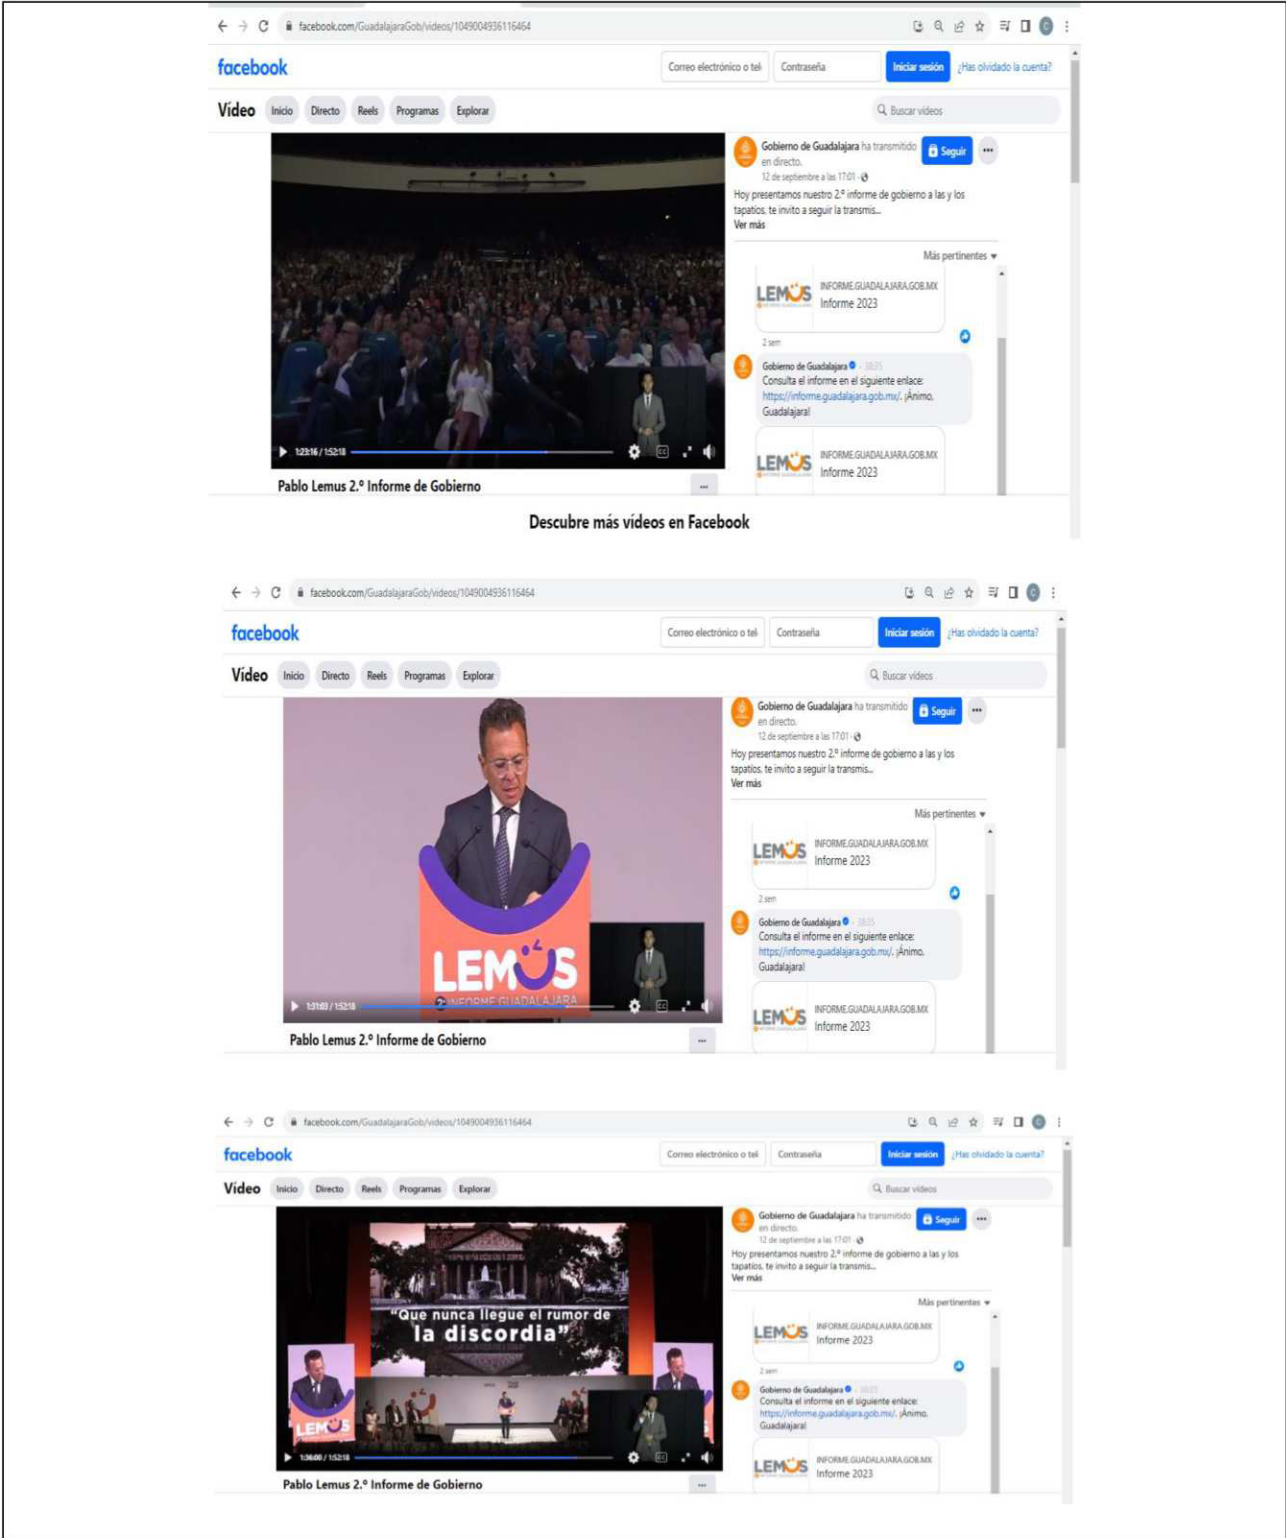 facebook.com/GuadalajaraGob/videos/1049004936116464
facebook
Correo electrónico o tel
Contraseña
Iniciar sesión
¿Has olvidado la cuenta?
Vídeo
Inicio
Directo
Reels
Programas
Explorar
Buscar vídeos
Gobierno de Guadalajara ha transmitido
en directo.
12 de septiembre a las 17:01
Seguir
Hoy presentamos nuestro 2.º informe de gobierno a las y los
tapatíos, te invito a seguir la transmis...
Ver más
Más pertinentes
LEMUS
INFORME.GUADALAJARA.GOB.MX
Informe 2023
2 sem
Gobierno de Guadalajara · 38:35
Consulta el informe en el siguiente enlace:
https://informe.guadalajara.gob.mx/. ¡Ánimo,
Guadalajara!
LEMUS
INFORME.GUADALAJARA.GOB.MX
Informe 2023
1:23:16 / 1:52:18
Pablo Lemus 2.º Informe de Gobierno
Descubre más vídeos en Facebook
facebook.com/GuadalajaraGob/videos/1049004936116464
facebook
Correo electrónico o tel
Contraseña
Iniciar sesión
¿Has olvidado la cuenta?
Vídeo
Inicio
Directo
Reels
Programas
Explorar
Buscar vídeos
Gobierno de Guadalajara ha transmitido
en directo.
12 de septiembre a las 17:01
Seguir
Hoy presentamos nuestro 2.º informe de gobierno a las y los
tapatíos, te invito a seguir la transmis...
Ver más
Más pertinentes
LEMUS
INFORME.GUADALAJARA.GOB.MX
Informe 2023
2 sem
Gobierno de Guadalajara · 38:35
Consulta el informe en el siguiente enlace:
https://informe.guadalajara.gob.mx/. ¡Ánimo,
Guadalajara!
LEMUS
INFORME.GUADALAJARA.GOB.MX
Informe 2023
LEMUS
2º INFORME GUADALAJARA
1:31:03 / 1:52:18
Pablo Lemus 2.º Informe de Gobierno
facebook.com/GuadalajaraGob/videos/1049004936116464
facebook
Correo electrónico o tel
Contraseña
Iniciar sesión
¿Has olvidado la cuenta?
Vídeo
Inicio
Directo
Reels
Programas
Explorar
Buscar vídeos
Gobierno de Guadalajara ha transmitido
en directo.
12 de septiembre a las 17:01
Seguir
Hoy presentamos nuestro 2.º informe de gobierno a las y los
tapatíos, te invito a seguir la transmis...
Ver más
Más pertinentes
LEMUS
INFORME.GUADALAJARA.GOB.MX
Informe 2023
2 sem
Gobierno de Guadalajara · 38:35
Consulta el informe en el siguiente enlace:
https://informe.guadalajara.gob.mx/. ¡Ánimo,
Guadalajara!
LEMUS
INFORME.GUADALAJARA.GOB.MX
Informe 2023
"Que nunca llegue el rumor de
la discordia"
LEMUS
1:36:00 / 1:52:18
Pablo Lemus 2.º Informe de Gobierno